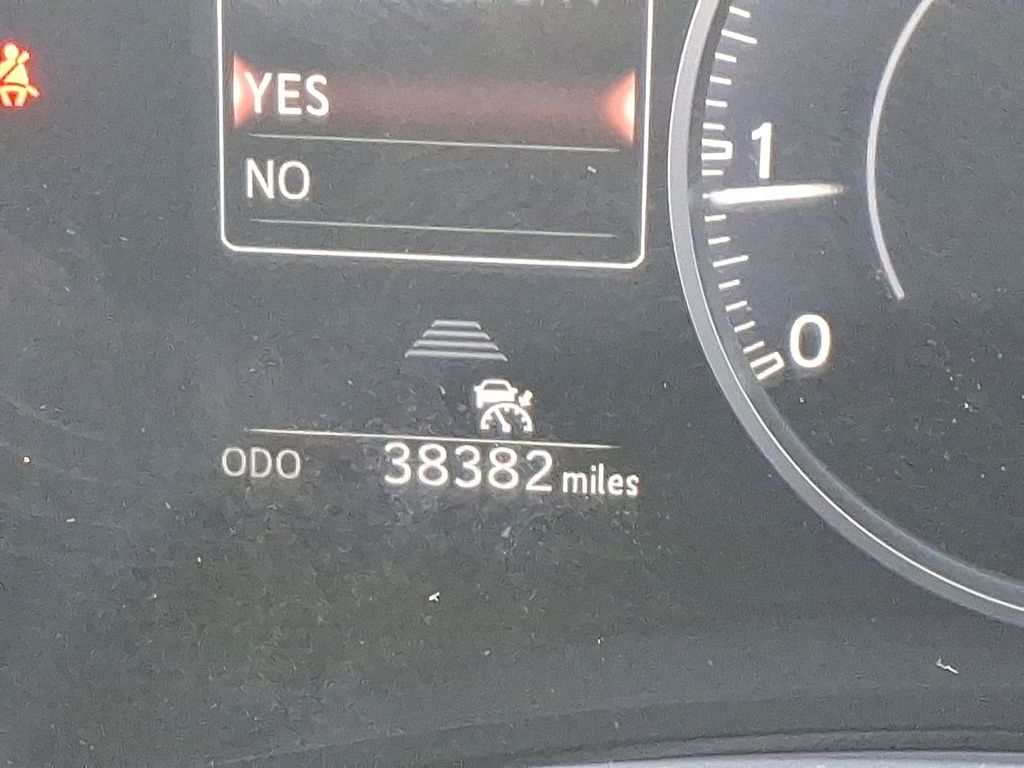 YES
NO
1
0
ODO 38382 miles